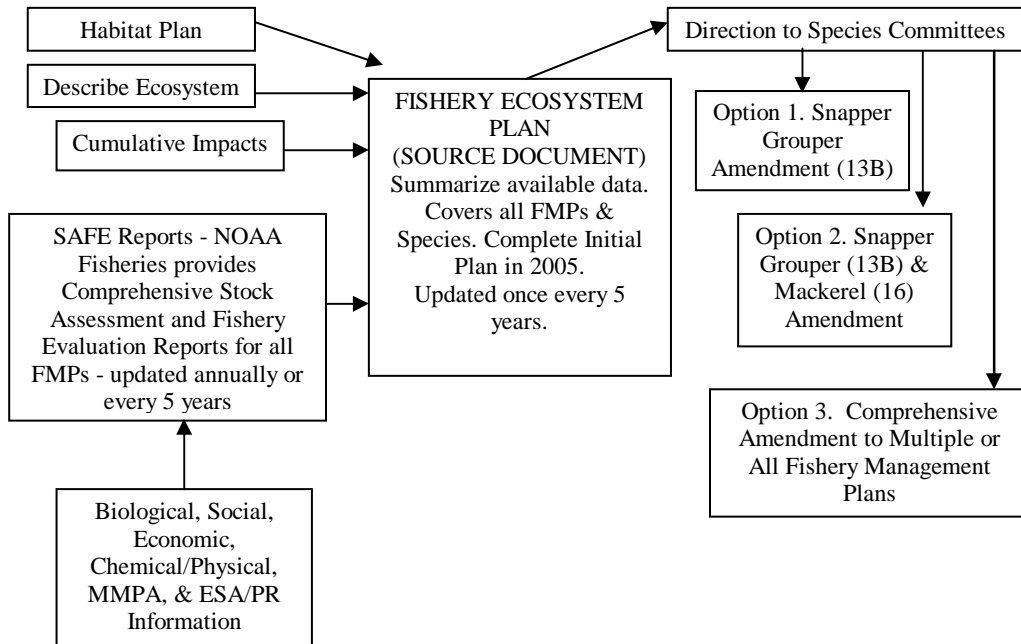 Habitat Plan
Describe Ecosystem
Cumulative Impacts
SAFE Reports - NOAA
Fisheries provides
Comprehensive Stock
Assessment and Fishery
Evaluation Reports for all
FMPs - updated annually or
every 5 years
Biological, Social,
Economic,
Chemical/Physical,
MMPA, & ESA/PR
Information
FISHERY ECOSYSTEM
PLAN
(SOURCE DOCUMENT)
Summarize available data.
Covers all FMPs &
Species. Complete Initial
Plan in 2005.
Updated once every 5
years.
Direction to Species Committees
Option 1. Snapper
Grouper
Amendment (13B)
Option 2. Snapper
Grouper (13B) &
Mackerel (16)
Amendment
Option 3. Comprehensive
Amendment to Multiple or
All Fishery Management
Plans